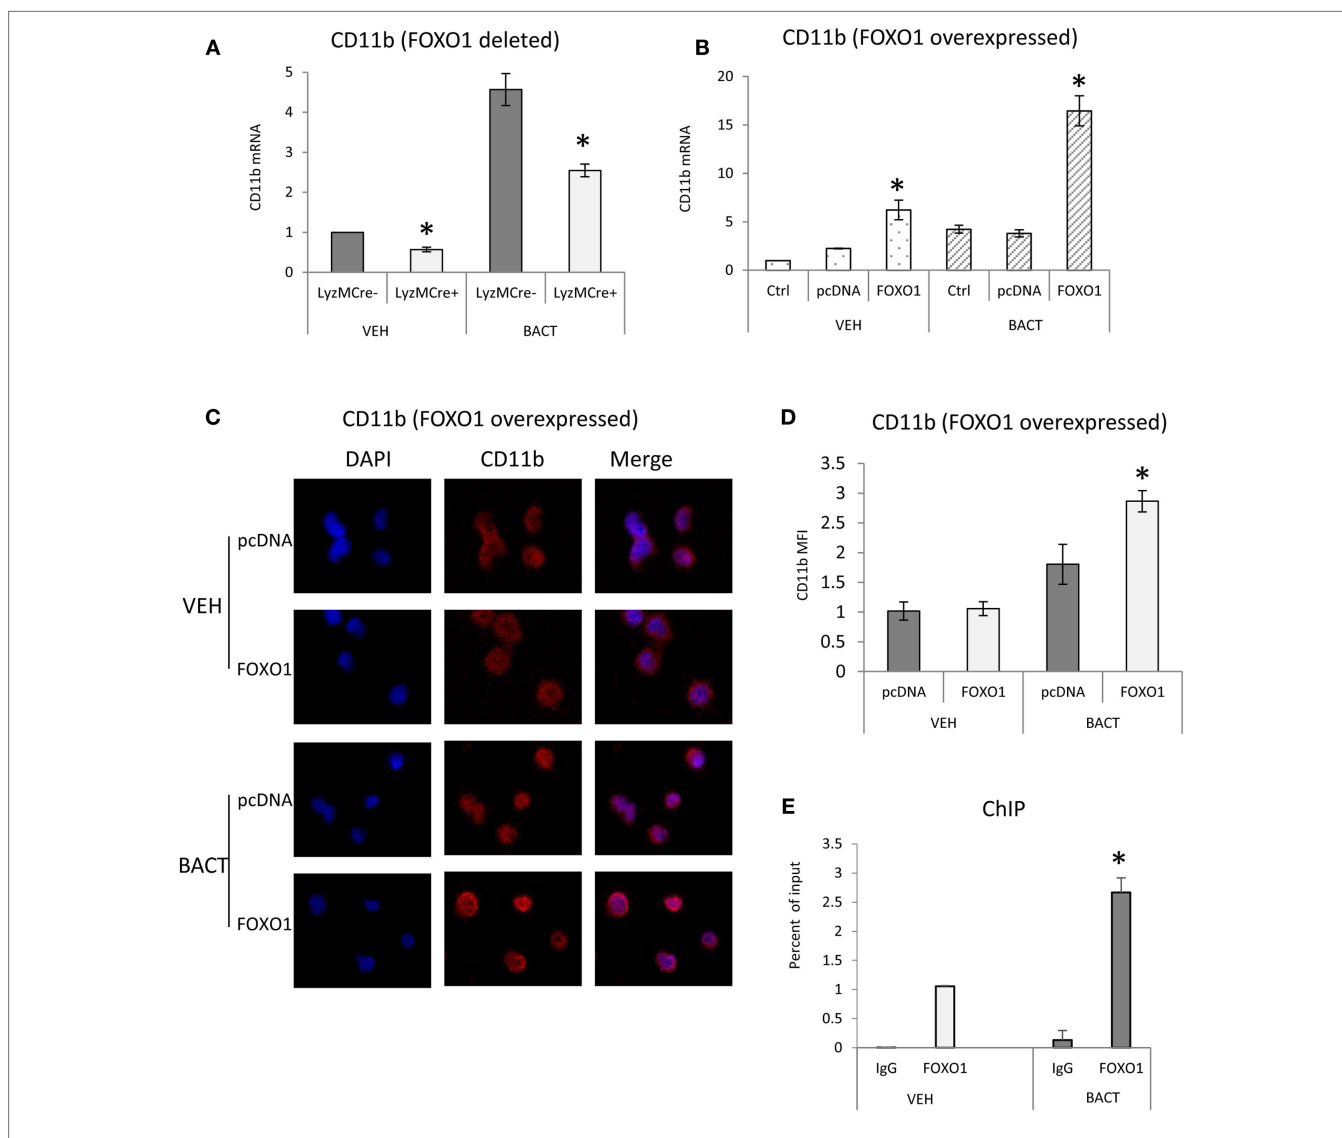 A
CD11b (FOXO1 deleted)
CD11b mRNA
5
4
3
2
1
0
*
*
LyzMCre- LyzMCre+ LyzMCre- LyzMCre+
VEH BACT
B
CD11b (FOXO1 overexpressed)
CD11b mRNA
20
15
10
5
0
*
*
Ctrl pcDNA FOXO1 Ctrl pcDNA FOXO1
VEH BACT
C
CD11b (FOXO1 overexpressed)
DAPI CD11b Merge
pcDNA
VEH
FOXO1
pcDNA
BACT
FOXO1
D
CD11b (FOXO1 overexpressed)
CD11b MFI
3.5
3
2.5
2
1.5
1
0.5
0
*
pcDNA FOXO1 pcDNA FOXO1
VEH BACT
E
ChIP
Percent of input
3.5
3
2.5
2
1.5
1
0.5
0
*
IgG FOXO1 IgG FOXO1
VEH BACT